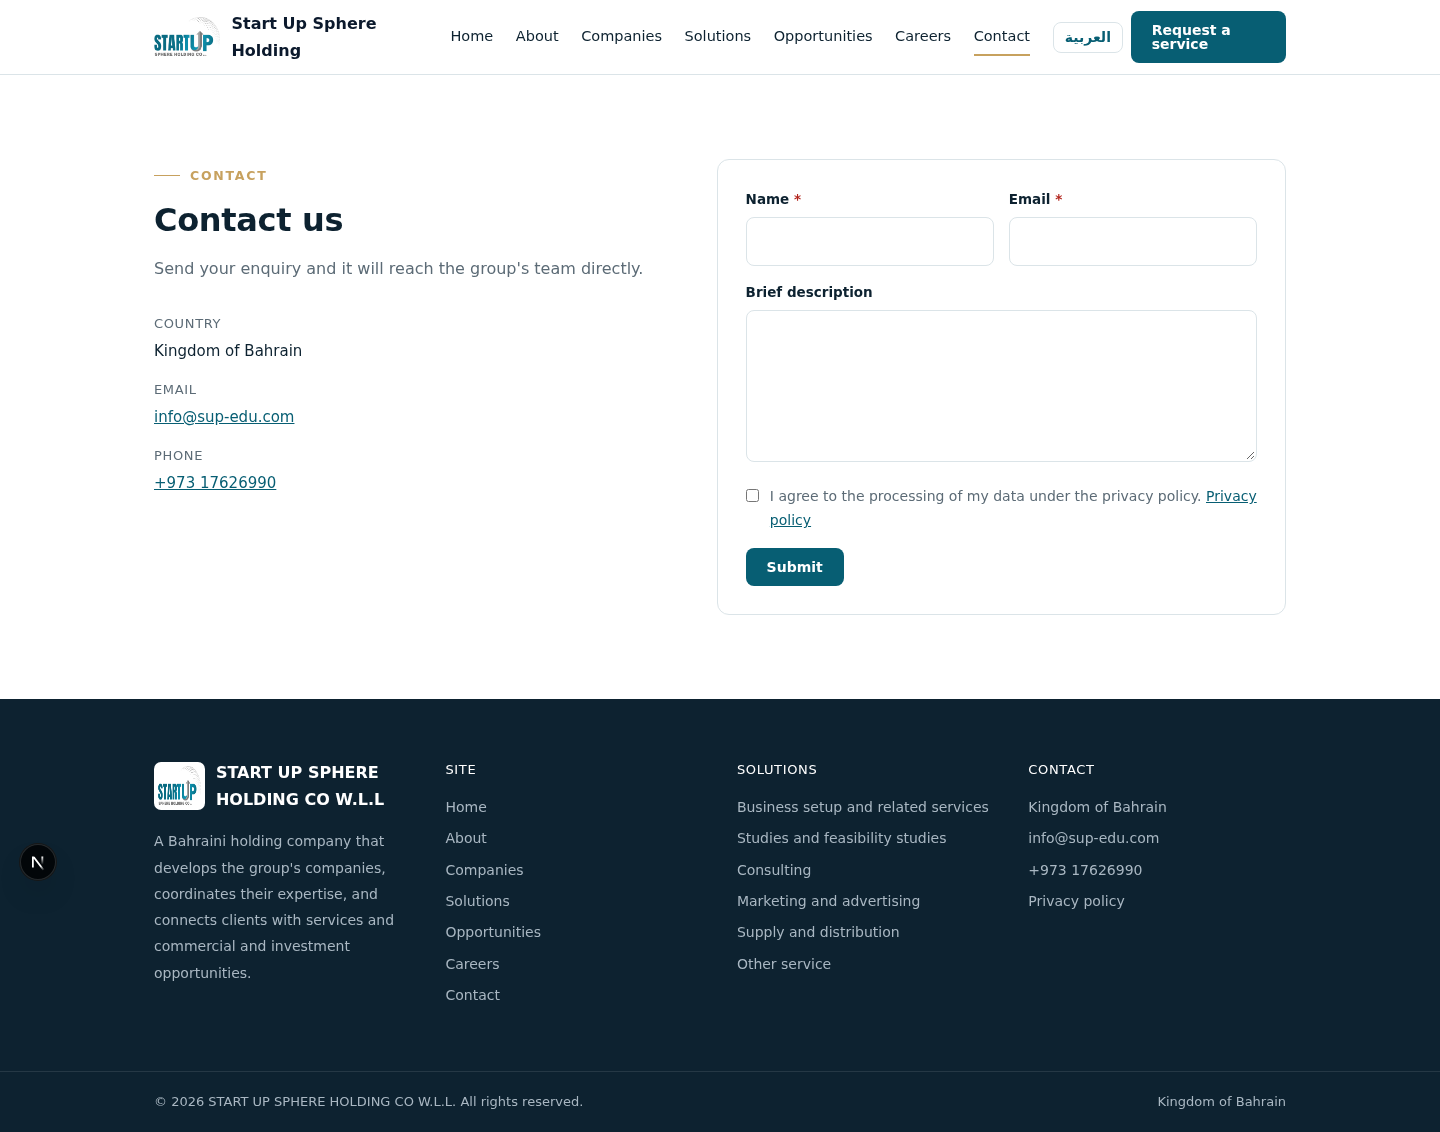 STARTUP
SPHERE HOLDING CO...
Start Up Sphere
Holding
Home
About
Companies
Solutions
Opportunities
Careers
Contact
العربية
Request a
service
CONTACT
Contact us
Send your enquiry and it will reach the group's team directly.
COUNTRY
Kingdom of Bahrain
EMAIL
info@sup-edu.com
PHONE
+973 17626990
Name *
Email *
Brief description
I agree to the processing of my data under the privacy policy. Privacy
policy
Submit
STARTUP
START UP SPHERE
HOLDING CO W.L.L
A Bahraini holding company that
develops the group's companies,
coordinates their expertise, and
connects clients with services and
commercial and investment
opportunities.
SITE
Home
About
Companies
Solutions
Opportunities
Careers
Contact
SOLUTIONS
Business setup and related services
Studies and feasibility studies
Consulting
Marketing and advertising
Supply and distribution
Other service
CONTACT
Kingdom of Bahrain
info@sup-edu.com
+973 17626990
Privacy policy
N
© 2026 START UP SPHERE HOLDING CO W.L.L. All rights reserved.
Kingdom of Bahrain